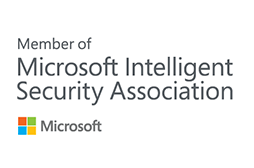 Member of
Microsoft Intelligent
Security Association
Microsoft